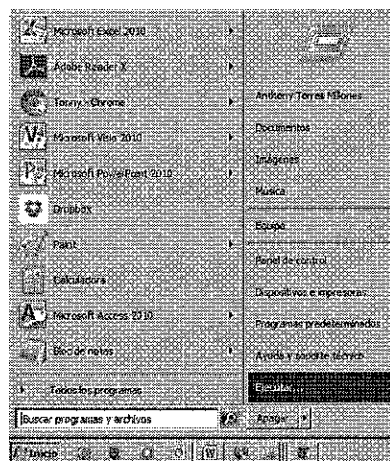 Microsoft Excel 2010
Adobe Reader X
Tonny - Chrome
Microsoft Visio 2010
Microsoft PowerPoint 2010
Dropbox
Paint
Calculadora
Microsoft Access 2010
Bloc de notas
Todos los programas
Buscar programas y archivos
Inicio
Anthony Torres Millones
Documentos
Imágenes
Música
Equipo
Panel de control
Dispositivos e impresoras
Programas predeterminados
Ayuda y soporte técnico
Ejecutar...
Apagar